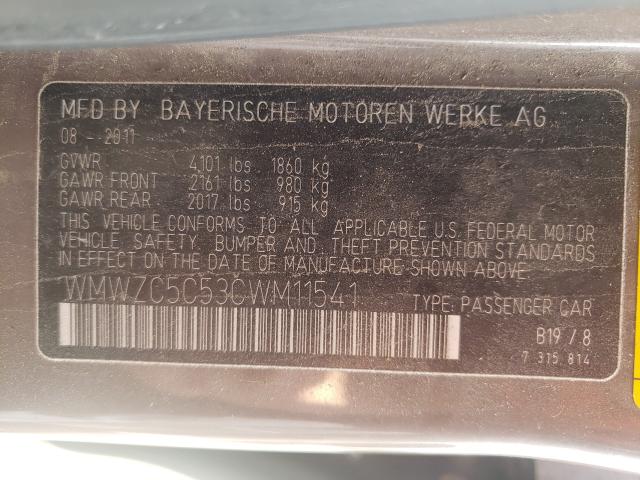 MFD BY BAYERISCHE MOTOREN WERKE AG
08 - 2011
GVWR 4101 lbs 1860 kg
GAWR FRONT 2161 lbs 980 kg
GAWR REAR 2017 lbs 915 kg
THIS VEHICLE CONFORMS TO ALL APPLICABLE U.S. FEDERAL MOTOR
VEHICLE SAFETY, BUMPER AND THEFT PREVENTION STANDARDS
IN EFFECT ON THE DATE OF MANUFACTURE SHOWN ABOVE.
WMWZC5C53CWM11541 TYPE: PASSENGER CAR
B19 / 8
7 315 814